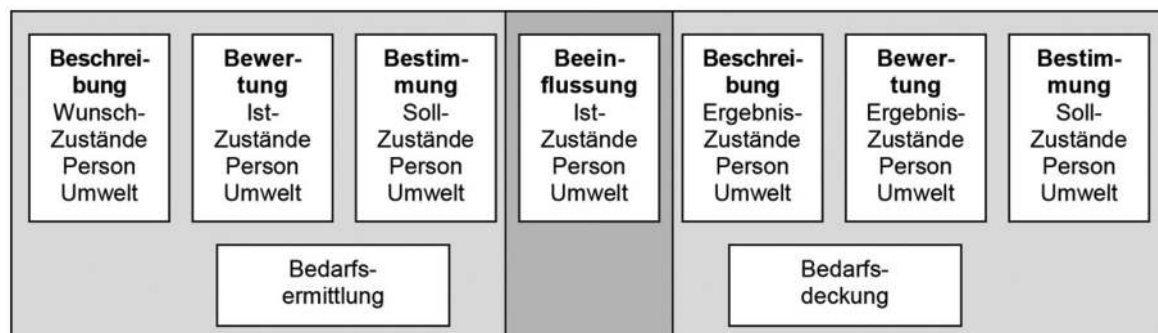 Beschrei-
bung
Wunsch-
Zustände
Person
Umwelt
Bewer-
tung
Ist-
Zustände
Person
Umwelt
Bestim-
mung
Soll-
Zustände
Person
Umwelt
Beein-
flussung
Ist-
Zustände
Person
Umwelt
Beschrei-
bung
Ergebnis-
Zustände
Person
Umwelt
Bewer-
tung
Ergebnis-
Zustände
Person
Umwelt
Bestim-
mung
Soll-
Zustände
Person
Umwelt
Bedarfs-
ermittlung
Bedarfs-
deckung